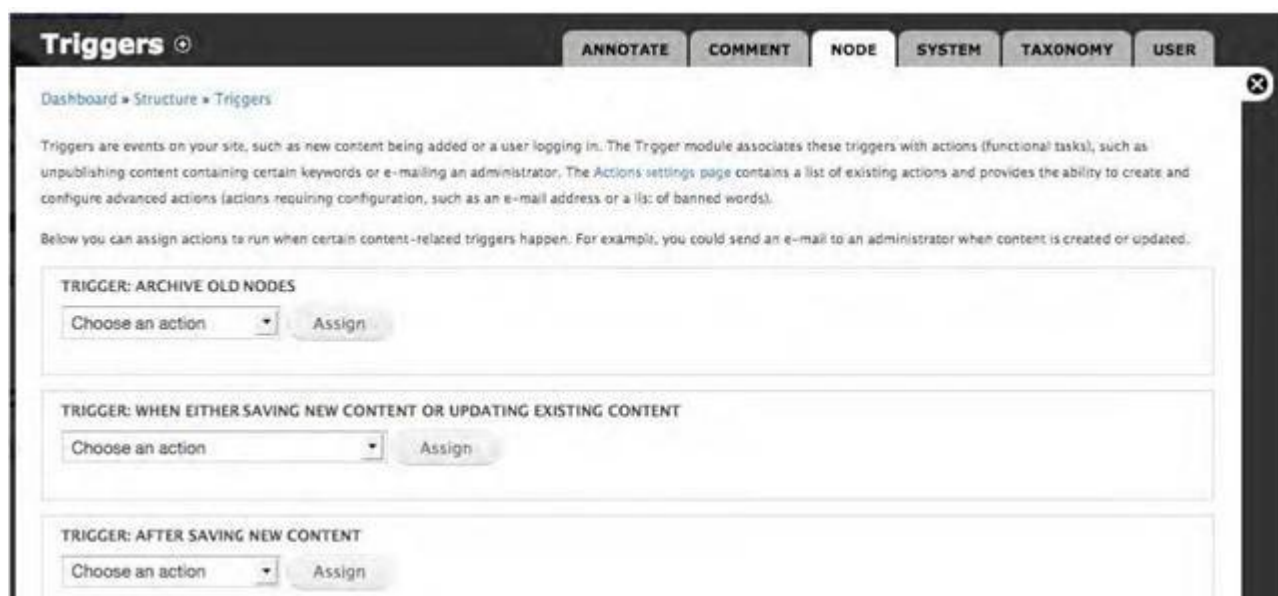 Triggers
ANNOTATE COMMENT NODE SYSTEM TAXONOMY USER
Dashboard » Structure » Triggers
Triggers are events on your site, such as new content being added or a user logging in. The Trigger module associates these triggers with actions (functional tasks), such as
unpublishing content containing certain keywords or e-mailing an administrator. The Actions settings page contains a list of existing actions and provides the ability to create and
configure advanced actions (actions requiring configuration, such as an e-mail address or a list of banned words).
Below you can assign actions to run when certain content-related triggers happen. For example, you could send an e-mail to an administrator when content is created or updated.
TRIGGER: ARCHIVE OLD NODES
Choose an action Assign
TRIGGER: WHEN EITHER SAVING NEW CONTENT OR UPDATING EXISTING CONTENT
Choose an action Assign
TRIGGER: AFTER SAVING NEW CONTENT
Choose an action Assign